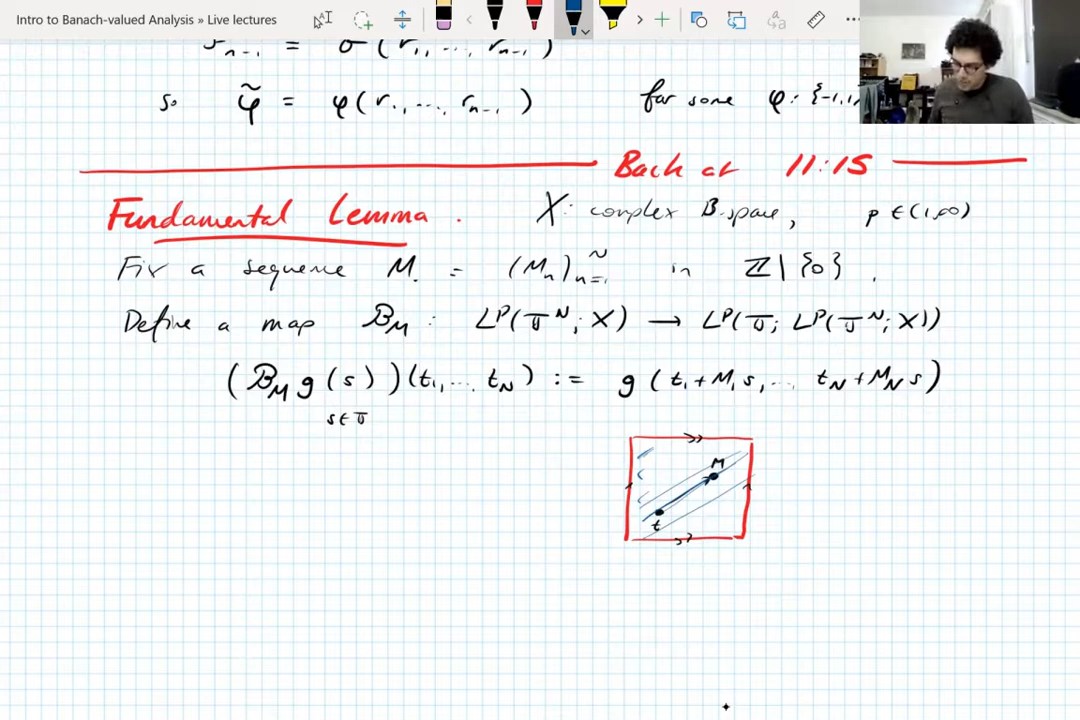 Intro to Banach-valued Analysis » Live lectures
n-1 = σ(r₁, ..., rₙ₋₁)
so φ̃ = φ(r₁, ..., rₙ₋₁) for some φ: {-1,1,
Back at 11:15
Fundamental Lemma. X: complex B-space, p ∈ (1,∞)
Fix a sequence M. = (Mₙ)ₙ₌₁ᴺ in ℤ\{0}.
Define a map 𝓑_M : Lᵖ(𝕋ᴺ; X) → Lᵖ(𝕋; Lᵖ(𝕋ᴺ; X))
(𝓑_M g(s))(t₁, ... t_N) := g(t₁+M₁s, ... t_N+M_N s)
s∈𝕋
M
t